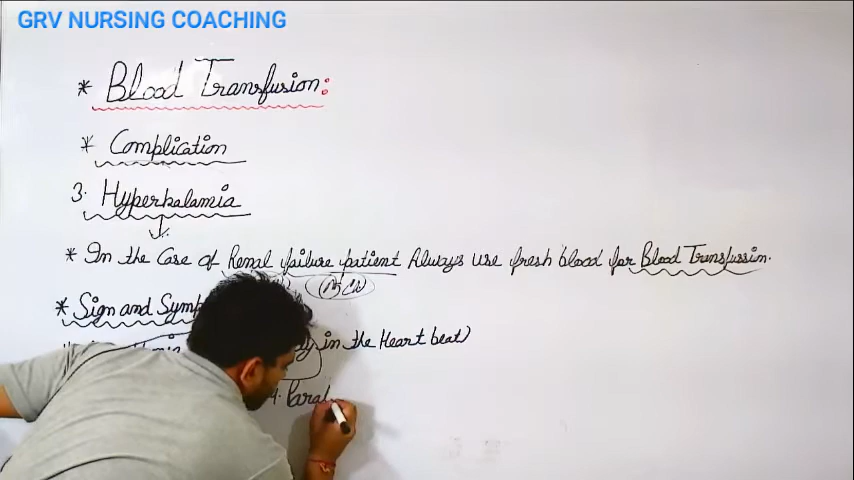 GRV NURSING COACHING
* Blood Transfusion:
* Complication
3. Hyperkalamia
* In the Case of Renal failure patient Always use fresh blood for Blood Transfussin.
* Sign and Symp
in the Heart beat)
4. Paral